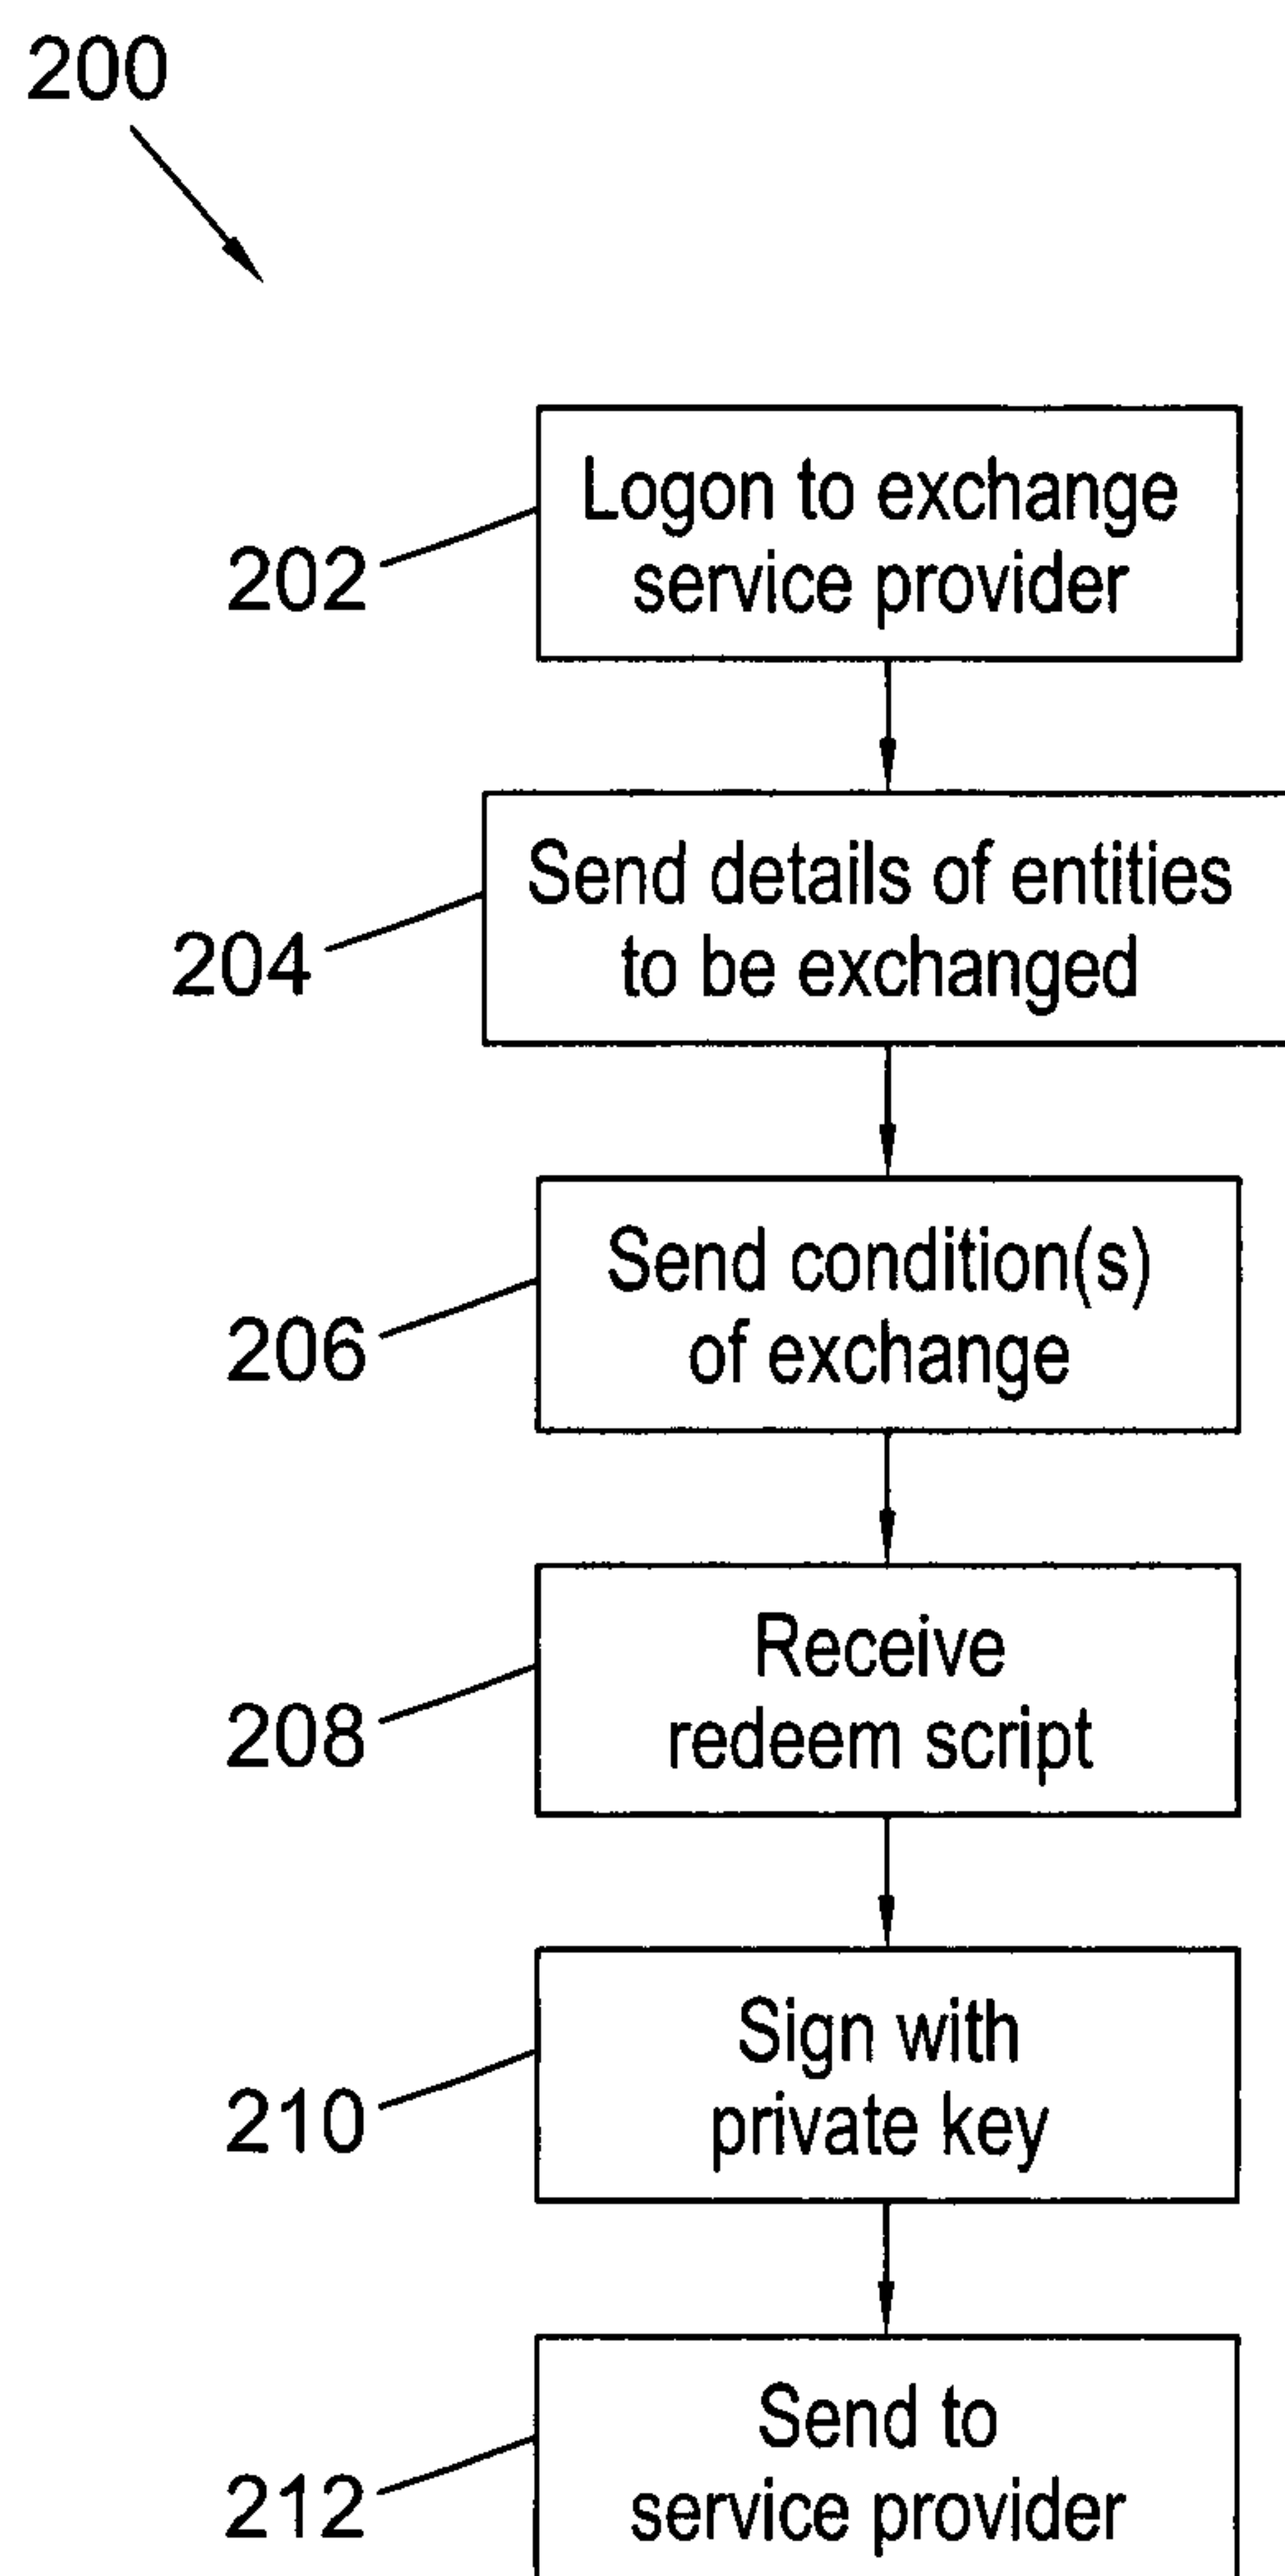 200
Logon to exchange
service provider
202
Send details of entities
to be exchanged
204
Send condition(s)
of exchange
206
Receive
redeem script
208
Sign with
private key
210
Send to
service provider
212